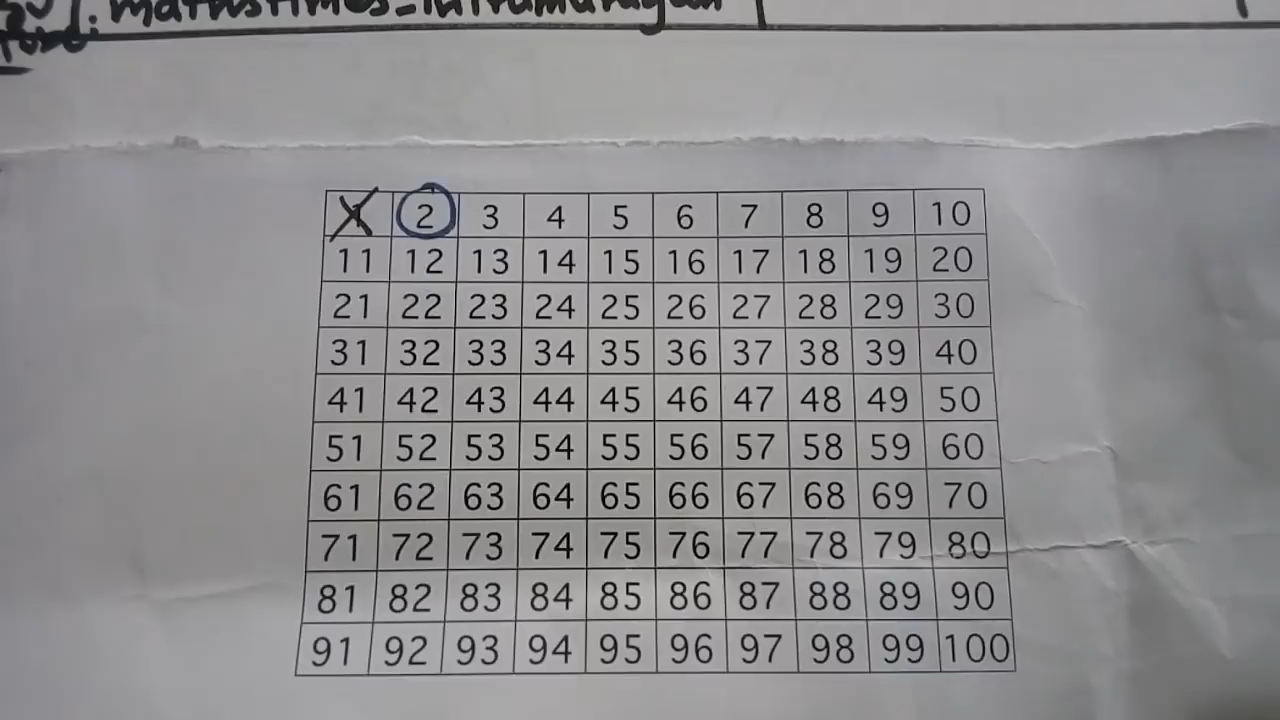 1 2 3 4 5 6 7 8 9 10
11 12 13 14 15 16 17 18 19 20
21 22 23 24 25 26 27 28 29 30
31 32 33 34 35 36 37 38 39 40
41 42 43 44 45 46 47 48 49 50
51 52 53 54 55 56 57 58 59 60
61 62 63 64 65 66 67 68 69 70
71 72 73 74 75 76 77 78 79 80
81 82 83 84 85 86 87 88 89 90
91 92 93 94 95 96 97 98 99 100